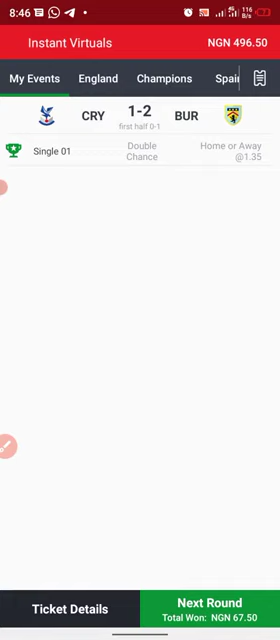 8:46
4G 116 B/s
Instant Virtuals NGN 496.50
My Events England Champions Spain
CRY 1-2 BUR
first half 0-1
Single 01 Double Chance Home or Away @1.35
Ticket Details Next Round
Total Won: NGN 67.50